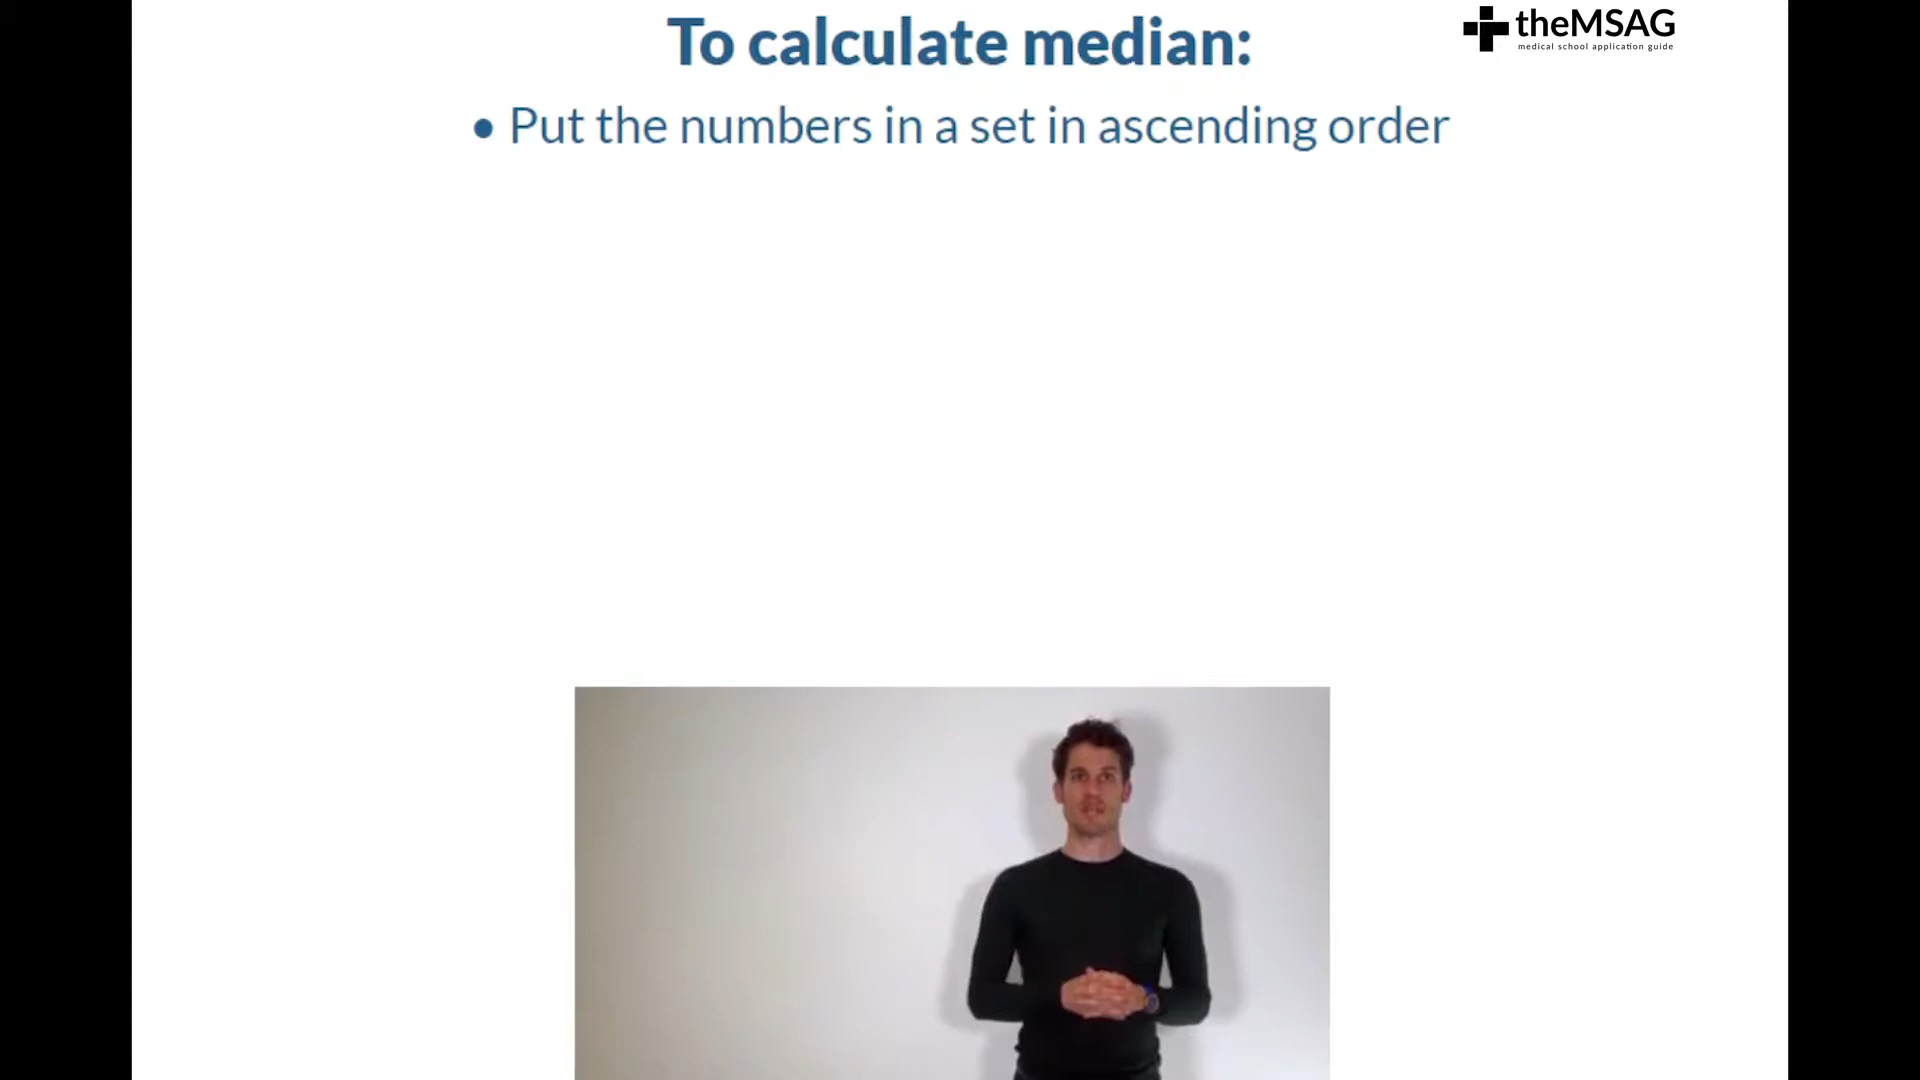 To calculate median:
theMSAG
medical school application guide
• Put the numbers in a set in ascending order